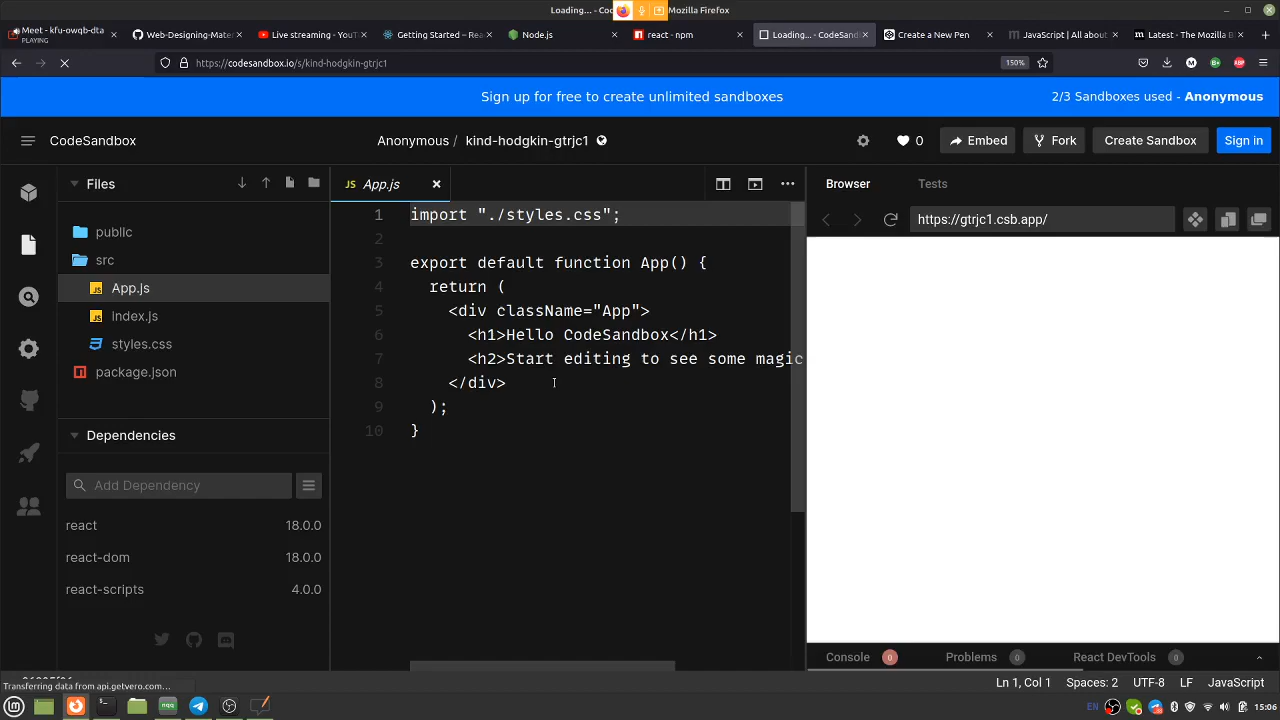 Loading... - Cod
Mozilla Firefox
Meet - kfu-owqb-dta
PLAYING
Web-Designing-Mater
Live streaming - YouTu
Getting Started – Rea
Node.js
react - npm
Loading... - CodeSand
Create a New Pen
JavaScript | All about
Latest - The Mozilla B
https://codesandbox.io/s/kind-hodgkin-gtrjc1
150%
Sign up for free to create unlimited sandboxes
2/3 Sandboxes used - Anonymous
CodeSandbox
Anonymous / kind-hodgkin-gtrjc1
0
Embed
Fork
Create Sandbox
Sign in
Files
public
src
App.js
index.js
styles.css
package.json
Dependencies
Add Dependency
react 18.0.0
react-dom 18.0.0
react-scripts 4.0.0
JS App.js
1 import "./styles.css";
2
3 export default function App() {
4 return (
5 <div className="App">
6 <h1>Hello CodeSandbox</h1>
7 <h2>Start editing to see some magic
8 </div>
9 );
10 }
Browser
Tests
https://gtrjc1.csb.app/
Console 0
Problems 0
React DevTools 0
Transferring data from api.getvero.com...
Ln 1, Col 1
Spaces: 2
UTF-8
LF
JavaScript
EN
15:06